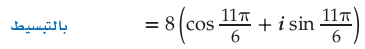 = 8 (cos 11π/6 + i sin 11π/6) بالتبسيط